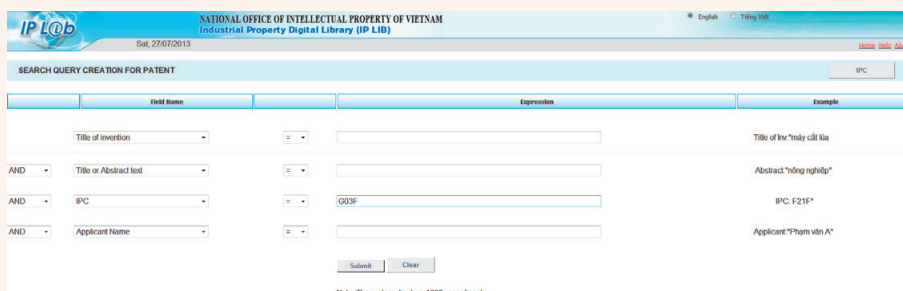 IP L@b
NATIONAL OFFICE OF INTELLECTUAL PROPERTY OF VIETNAM
Industrial Property Digital Library (IP LIB)
English Tiếng Việt
Sat, 27/07/2013
Home Help
SEARCH QUERY CREATION FOR PATENT
IPC
Field Name Expression Example
Title of invention = Title of Inv:"máy cắt lúa
AND Title or Abstract text = Abstract:"nông nghiệp"
AND IPC = G03F IPC: F21F*
AND Applicant Name = Applicant:"Phạm văn A"
Submit Clear